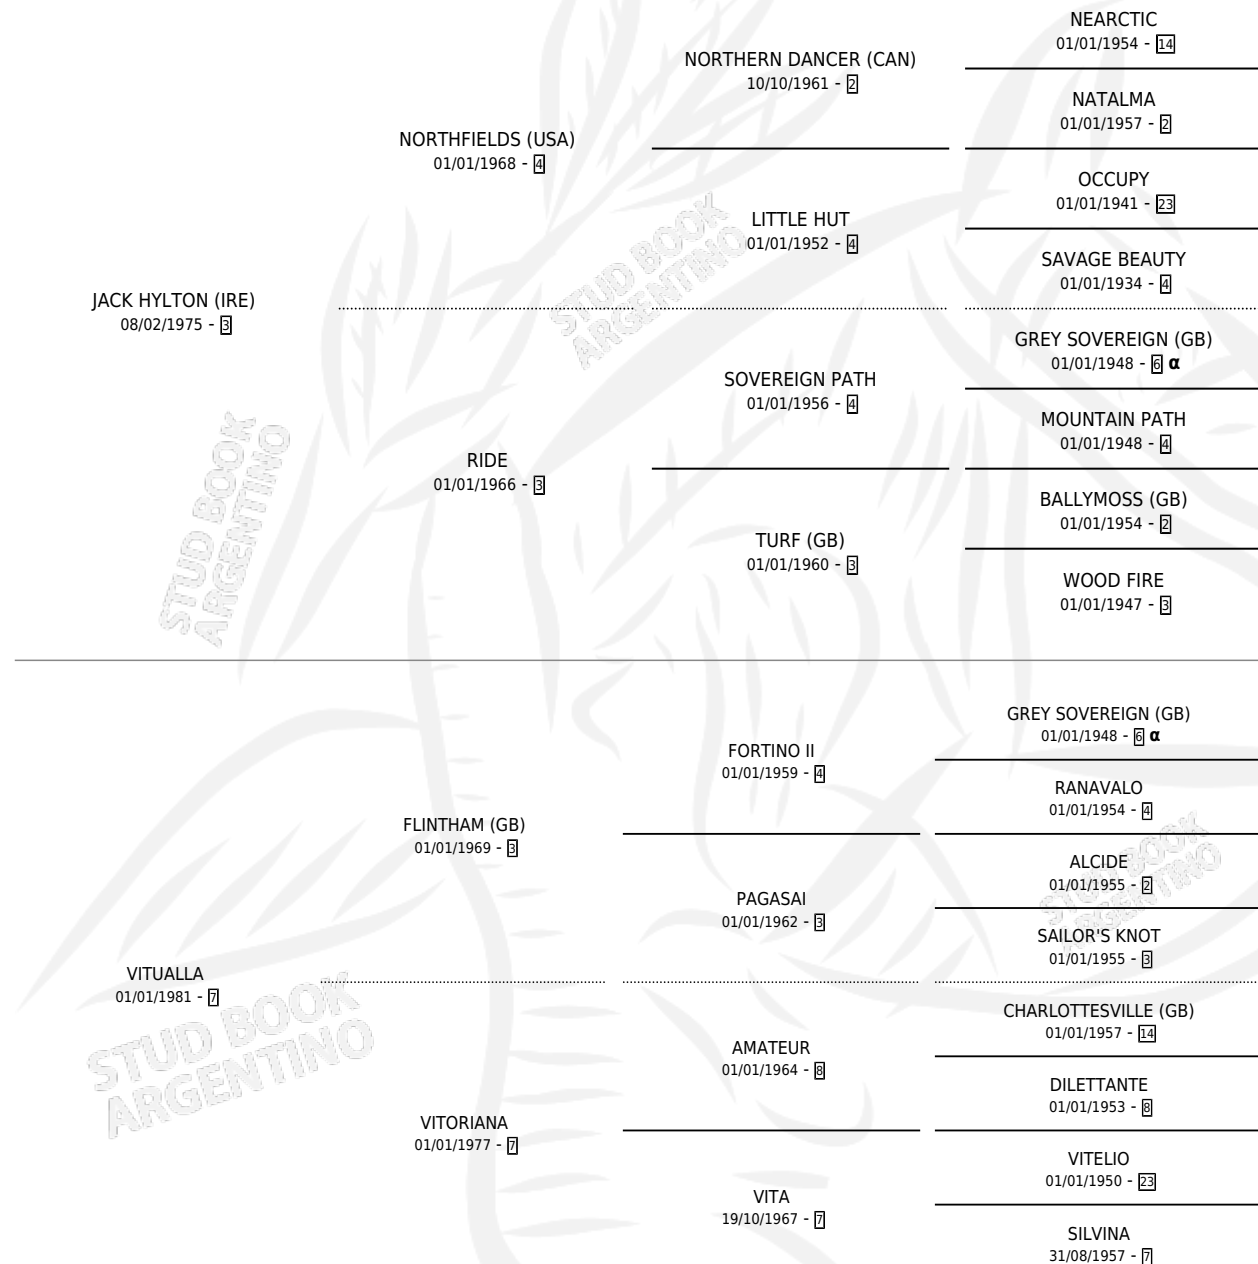 NEARCTIC
01/01/1954 - 14
NORTHERN DANCER (CAN)
10/10/1961 - 2
NATALMA
01/01/1957 - 2
NORTHFIELDS (USA)
01/01/1968 - 4
OCCUPY
01/01/1941 - 23
LITTLE HUT
01/01/1952 - 4
SAVAGE BEAUTY
01/01/1934 - 4
JACK HYLTON (IRE)
08/02/1975 - 3
GREY SOVEREIGN (GB)
01/01/1948 - 6 α
SOVEREIGN PATH
01/01/1956 - 4
MOUNTAIN PATH
01/01/1948 - 4
RIDE
01/01/1966 - 3
BALLYMOSS (GB)
01/01/1954 - 2
TURF (GB)
01/01/1960 - 3
WOOD FIRE
01/01/1947 - 3
GREY SOVEREIGN (GB)
01/01/1948 - 6 α
FORTINO II
01/01/1959 - 4
RANAVALO
01/01/1954 - 4
FLINTHAM (GB)
01/01/1969 - 3
ALCIDE
01/01/1955 - 2
PAGASAI
01/01/1962 - 3
SAILOR'S KNOT
01/01/1955 - 3
VITUALLA
01/01/1981 - 7
CHARLOTTESVILLE (GB)
01/01/1957 - 14
AMATEUR
01/01/1964 - 8
DILETTANTE
01/01/1953 - 8
VITORIANA
01/01/1977 - 7
VITELIO
01/01/1950 - 23
VITA
19/10/1967 - 7
SILVINA
31/08/1957 - 7
STUD BOOK
ARGENTINO
STUD BOOK
ARGENTINO
STUD BOOK
ARGENTINO
STUD BOOK
ARGENTINO